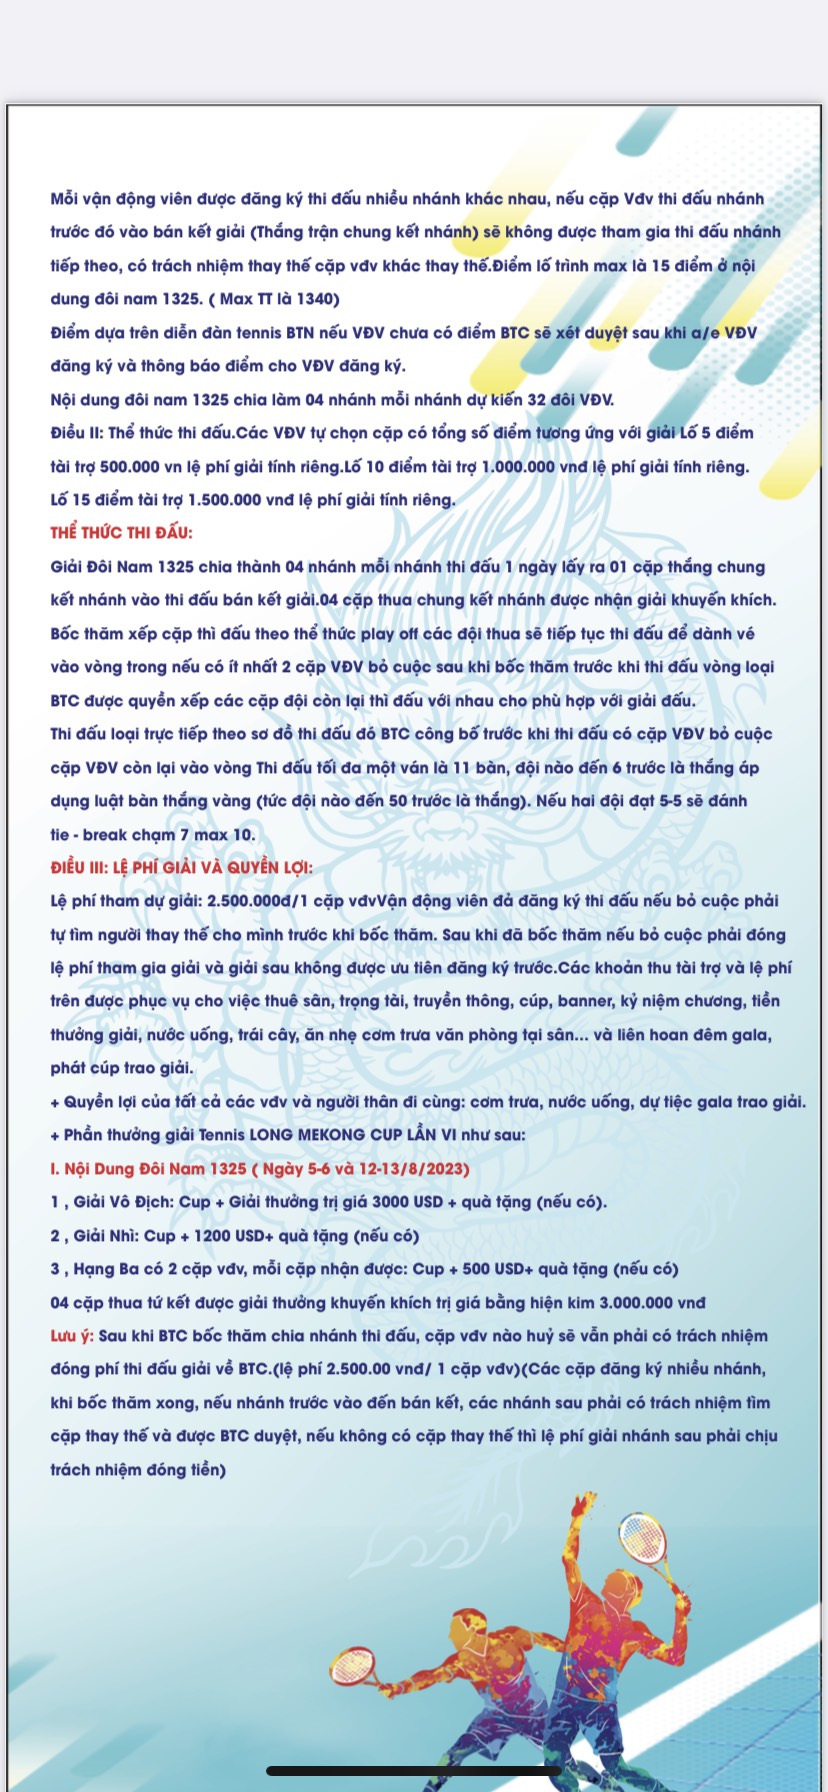 Mỗi vận động viên được đăng ký thi đấu nhiều nhánh khác nhau, nếu cặp Vđv thi đấu nhánh
trước đó vào bán kết giải (Thắng trận chung kết nhánh) sẽ không được tham gia thi đấu nhánh
tiếp theo, có trách nhiệm thay thế cặp vđv khác thay thế.Điểm lố trình max là 15 điểm ở nội
dung đôi nam 1325. ( Max TT là 1340)
Điểm dựa trên diễn đàn tennis BTN nếu VĐV chưa có điểm BTC sẽ xét duyệt sau khi a/e VĐV
đăng ký và thông báo điểm cho VĐV đăng ký.
Nội dung đôi nam 1325 chia làm 04 nhánh mỗi nhánh dự kiến 32 đôi VĐV.
Điều II: Thể thức thi đấu.Các VĐV tự chọn cặp có tổng số điểm tương ứng với giải Lố 5 điểm
tài trợ 500.000 vn lệ phí giải tính riêng.Lố 10 điểm tài trợ 1.000.000 vnđ lệ phí giải tính riêng.
Lố 15 điểm tài trợ 1.500.000 vnđ lệ phí giải tính riêng.
THỂ THỨC THI ĐẤU:
Giải Đôi Nam 1325 chia thành 04 nhánh mỗi nhánh thi đấu 1 ngày lấy ra 01 cặp thắng chung
kết nhánh vào thi đấu bán kết giải.04 cặp thua chung kết nhánh được nhận giải khuyến khích.
Bốc thăm xếp cặp thì đấu theo thể thức play off các đội thua sẽ tiếp tục thi đấu để dành vé
vào vòng trong nếu có ít nhất 2 cặp VĐV bỏ cuộc sau khi bốc thăm trước khi thi đấu vòng loại
BTC được quyền xếp các cặp đội còn lại thì đấu với nhau cho phù hợp với giải đấu.
Thi đấu loại trực tiếp theo sơ đồ thi đấu đó BTC công bố trước khi thi đấu có cặp VĐV bỏ cuộc
cặp VĐV còn lại vào vòng Thi đấu tối đa một ván là 11 bàn, đội nào đến 6 trước là thắng áp
dụng luật bàn thắng vàng (tức đội nào đến 50 trước là thắng). Nếu hai đội đạt 5-5 sẽ đánh
tie - break chạm 7 max 10.
ĐIỀU III: LỆ PHÍ GIẢI VÀ QUYỀN LỢI:
Lệ phí tham dự giải: 2.500.000đ/1 cặp vđvVận động viên đả đăng ký thi đấu nếu bỏ cuộc phải
tự tìm người thay thế cho mình trước khi bốc thăm. Sau khi đã bốc thăm nếu bỏ cuộc phải đóng
lệ phí tham gia giải và giải sau không được ưu tiên đăng ký trước.Các khoản thu tài trợ và lệ phí
trên được phục vụ cho việc thuê sân, trọng tài, truyền thông, cúp, banner, kỷ niệm chương, tiền
thưởng giải, nước uống, trái cây, ăn nhẹ cơm trưa văn phòng tại sân... và liên hoan đêm gala,
phát cúp trao giải.
+ Quyền lợi của tất cả các vđv và người thân đi cùng: cơm trưa, nước uống, dự tiệc gala trao giải.
+ Phần thưởng giải Tennis LONG MEKONG CUP LẦN VI như sau:
I. Nội Dung Đôi Nam 1325 ( Ngày 5-6 và 12-13/8/2023)
1 , Giải Vô Địch: Cup + Giải thưởng trị giá 3000 USD + quà tặng (nếu có).
2 , Giải Nhì: Cup + 1200 USD+ quà tặng (nếu có)
3 , Hạng Ba có 2 cặp vđv, mỗi cặp nhận được: Cup + 500 USD+ quà tặng (nếu có)
04 cặp thua tứ kết được giải thưởng khuyến khích trị giá bằng hiện kim 3.000.000 vnđ
Lưu ý: Sau khi BTC bốc thăm chia nhánh thi đấu, cặp vđv nào huỷ sẽ vẫn phải có trách nhiệm
đóng phí thi đấu giải về BTC.(lệ phí 2.500.00 vnđ/ 1 cặp vđv)(Các cặp đăng ký nhiều nhánh,
khi bốc thăm xong, nếu nhánh trước vào đến bán kết, các nhánh sau phải có trách nhiệm tìm
cặp thay thế và được BTC duyệt, nếu không có cặp thay thế thì lệ phí giải nhánh sau phải chịu
trách nhiệm đóng tiền)